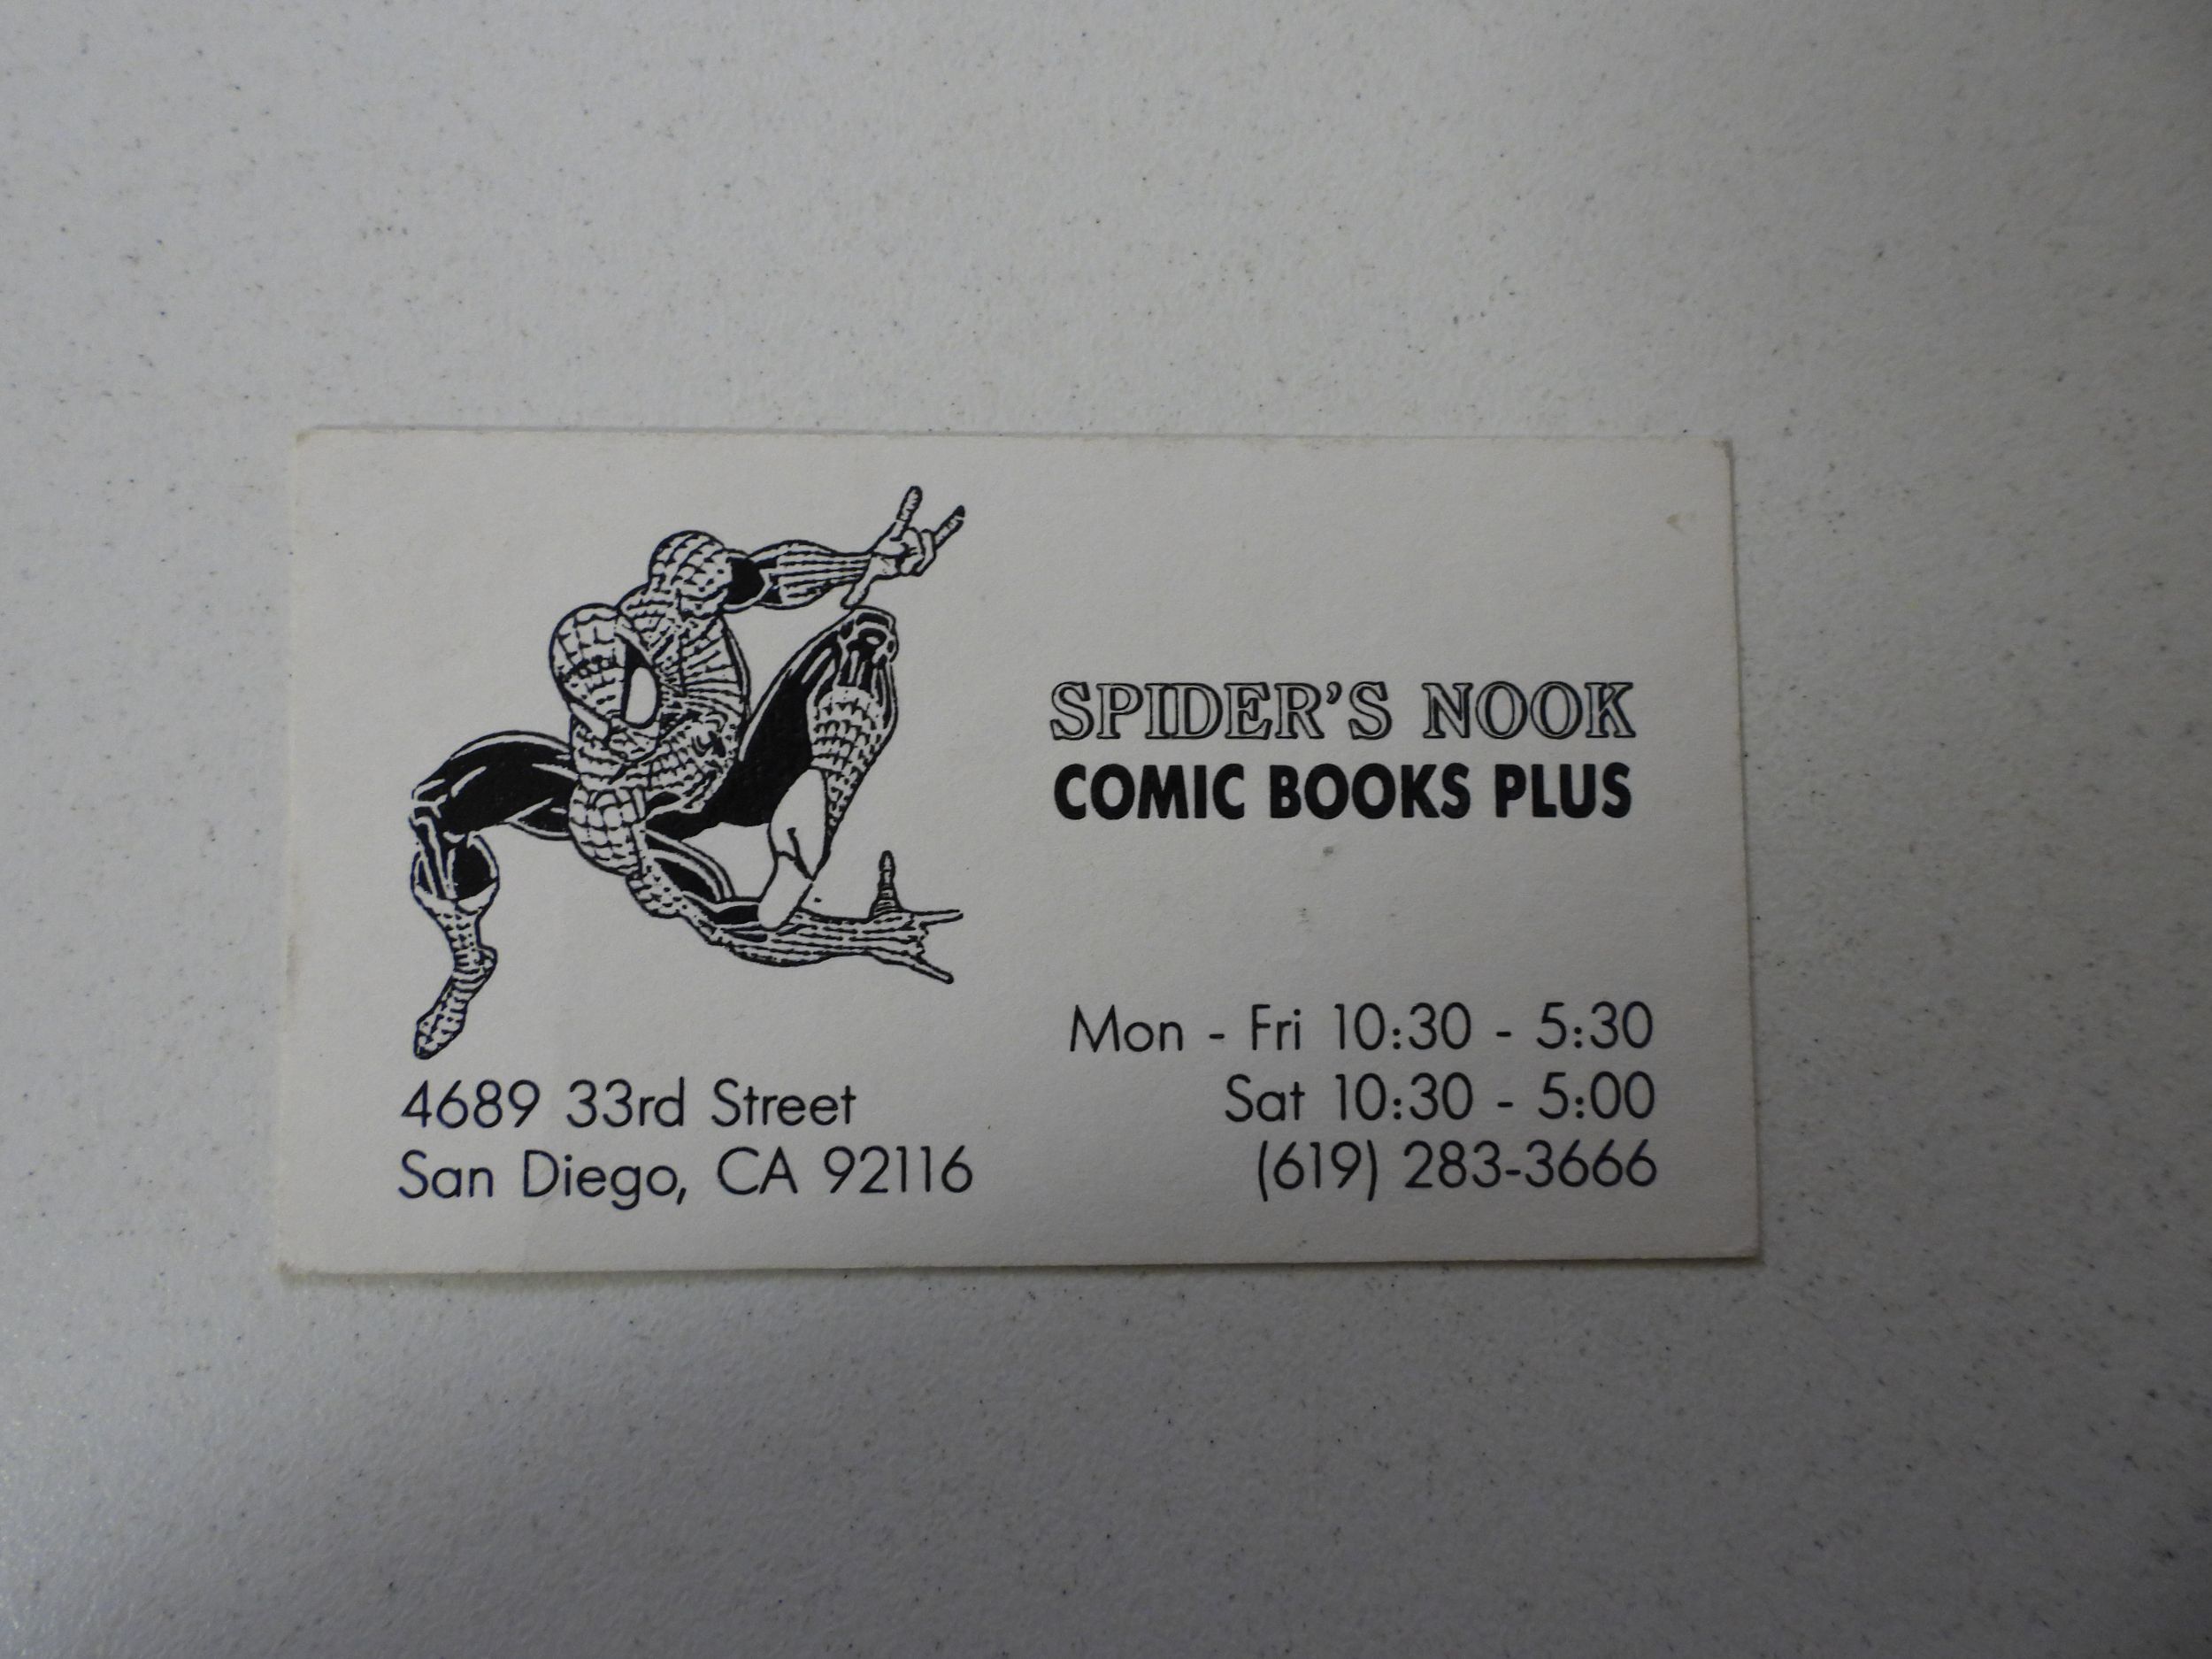 SPIDER'S NOOK
COMIC BOOKS PLUS
Mon - Fri 10:30 - 5:30
Sat 10:30 - 5:00
(619) 283-3666
4689 33rd Street
San Diego, CA 92116